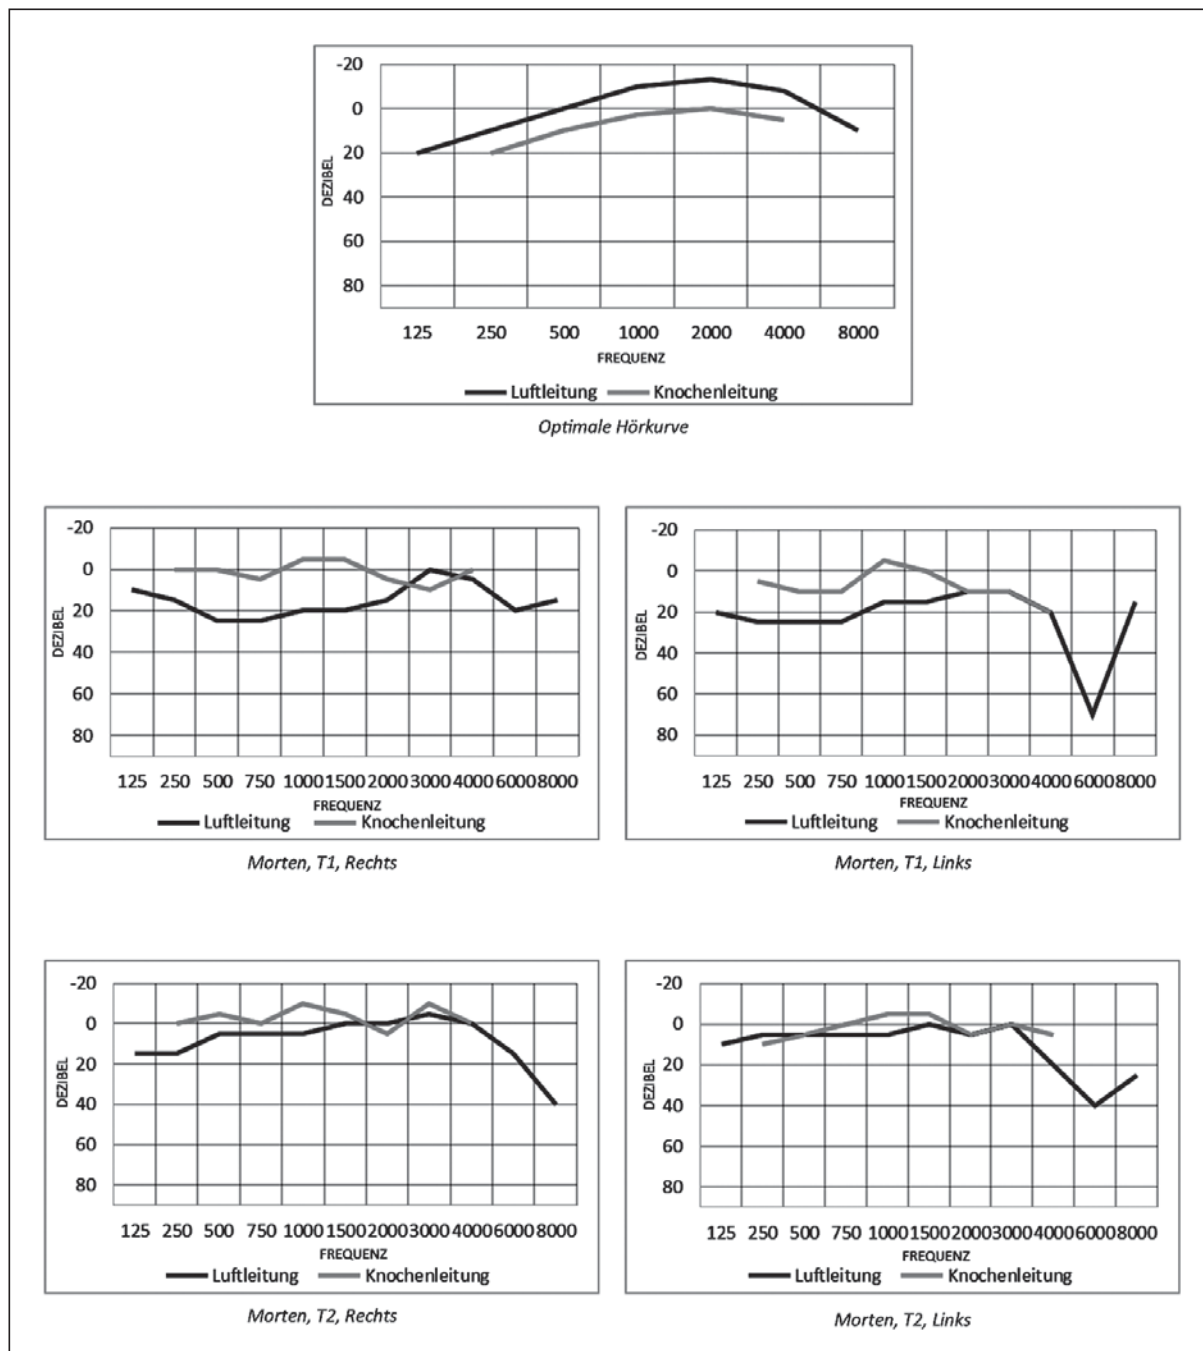 -20
0
20
40
60
80
DEZIBEL
125 250 500 1000 2000 4000 8000
FREQUENZ
Luftleitung Knochenleitung
Optimale Hörkurve
-20
0
20
40
60
80
DEZIBEL
125 250 500 750 1000 1500 2000 3000 4000 6000 8000
FREQUENZ
Luftleitung Knochenleitung
Morten, T1, Rechts
-20
0
20
40
60
80
DEZIBEL
125 250 500 750 1000 1500 2000 3000 4000 6000 8000
FREQUENZ
Luftleitung Knochenleitung
Morten, T1, Links
-20
0
20
40
60
80
DEZIBEL
125 250 500 750 1000 1500 2000 3000 4000 6000 8000
FREQUENZ
Luftleitung Knochenleitung
Morten, T2, Rechts
-20
0
20
40
60
80
DEZIBEL
125 250 500 750 1000 1500 2000 3000 4000 6000 8000
FREQUENZ
Luftleitung Knochenleitung
Morten, T2, Links